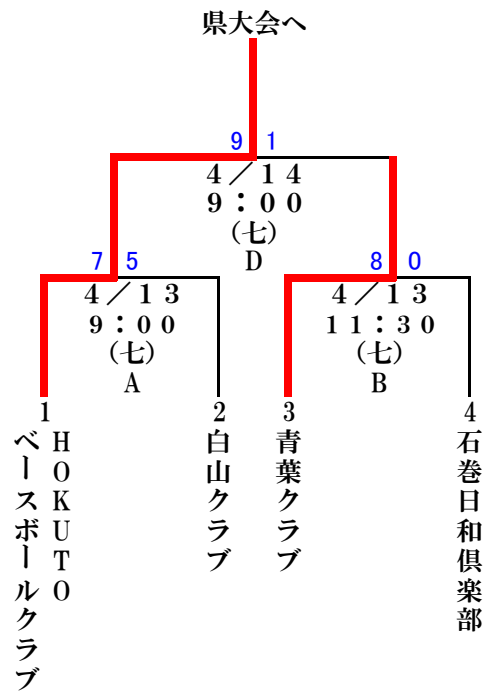 県大会へ
9 1
4/14
9:00
(七)
D
7 5
4/13
9:00
(七)
A
8 0
4/13
11:30
(七)
B
1
HOKUTO
ベースボールクラブ
2
白山クラブ
3
青葉クラブ
4
石巻日和倶楽部